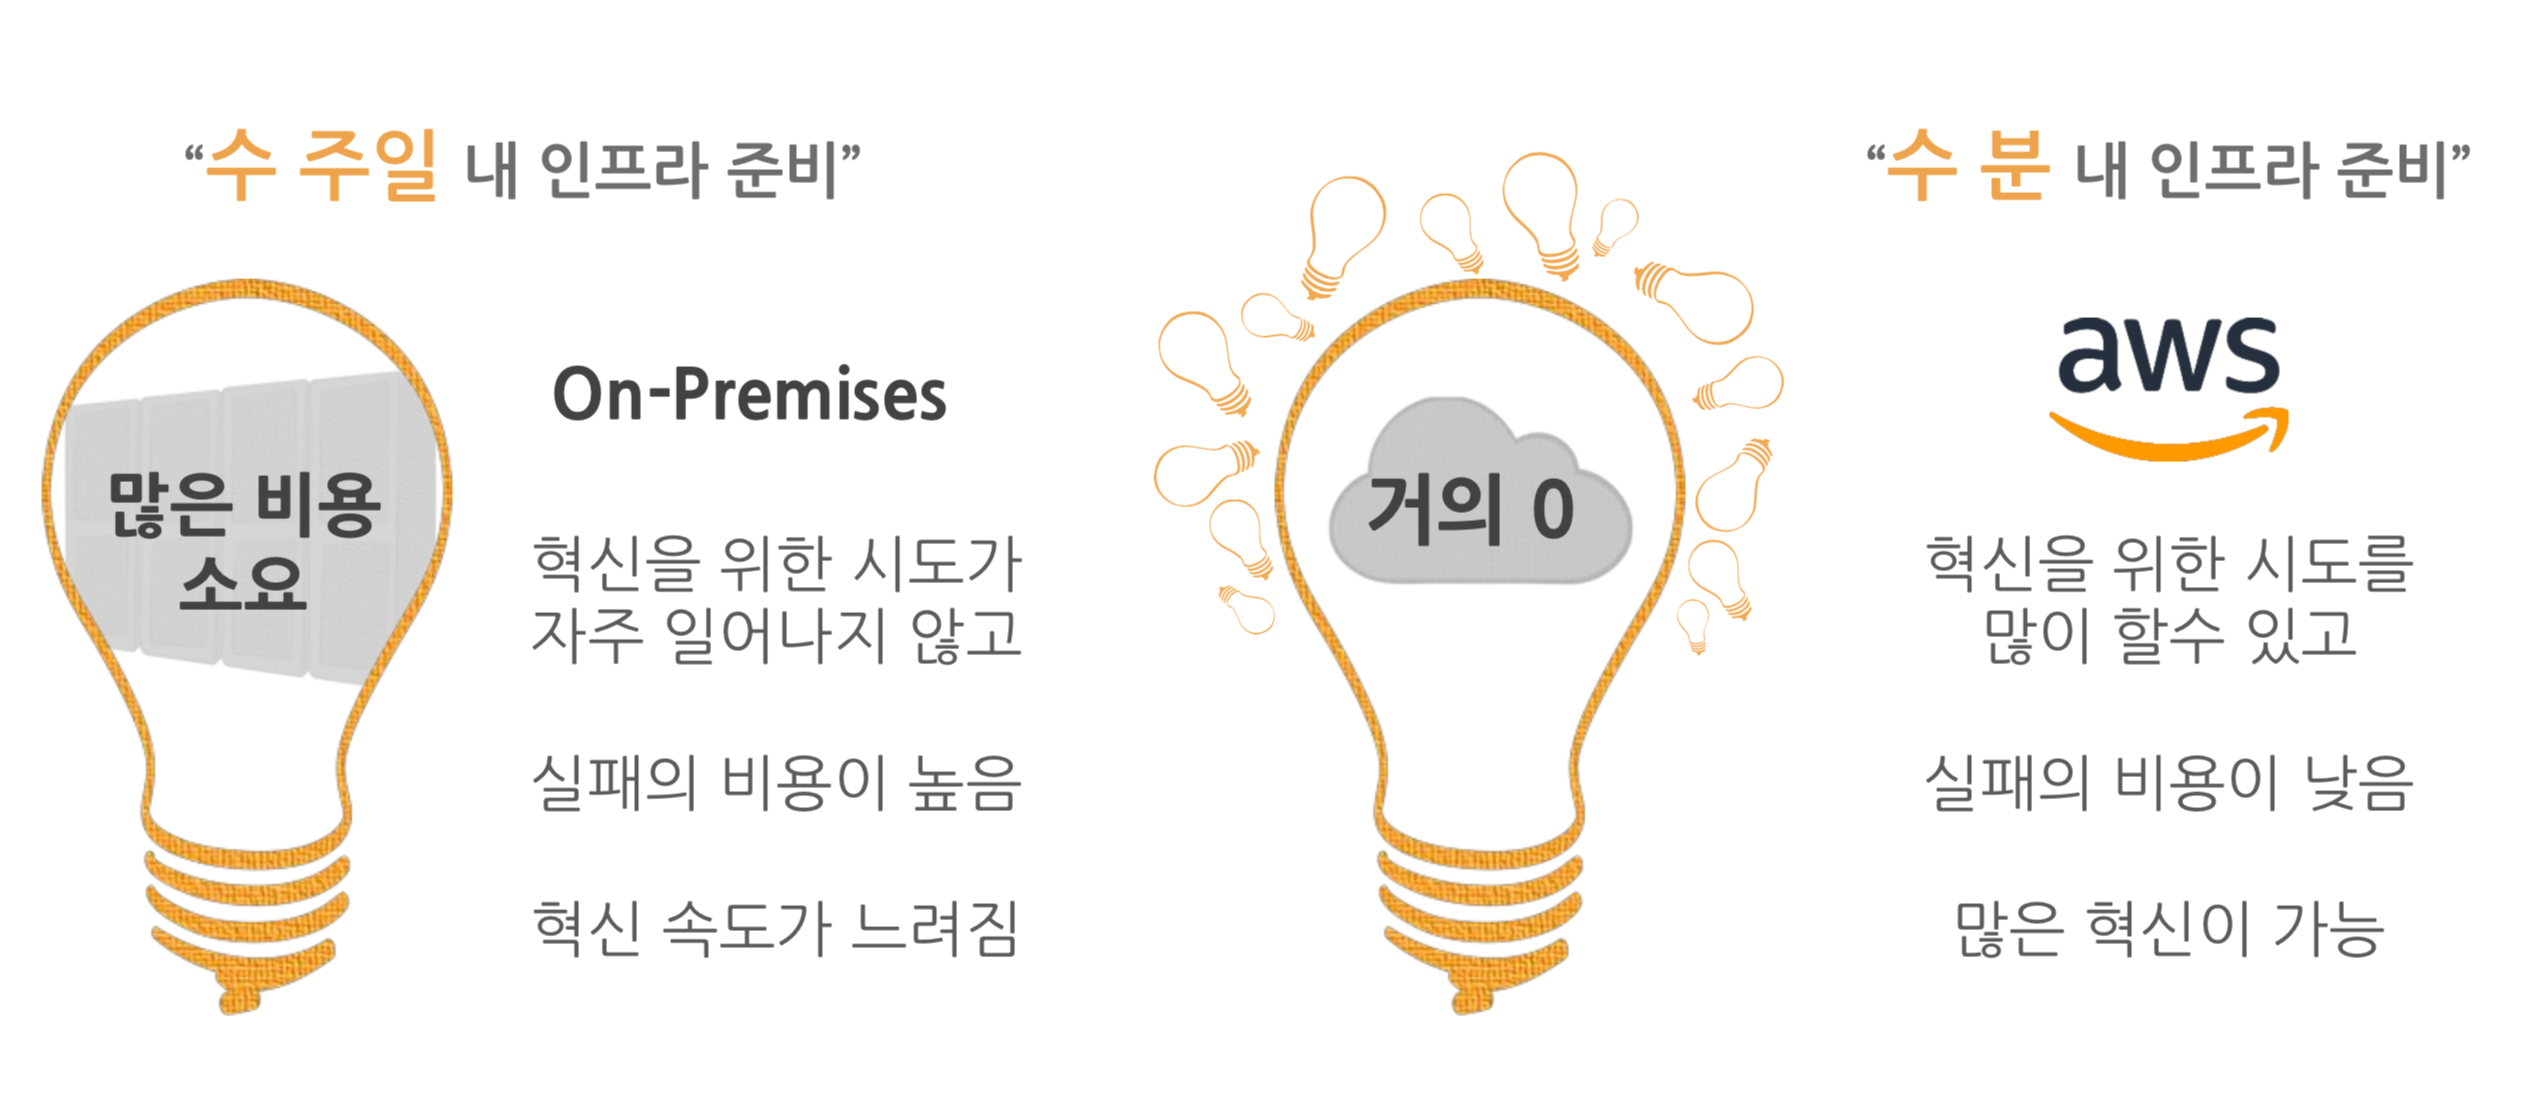 “수 주일 내 인프라 준비”
많은 비용
소요
On-Premises
혁신을 위한 시도가
자주 일어나지 않고
실패의 비용이 높음
혁신 속도가 느려짐
“수 분 내 인프라 준비”
거의 0
aws
혁신을 위한 시도를
많이 할수 있고
실패의 비용이 낮음
많은 혁신이 가능